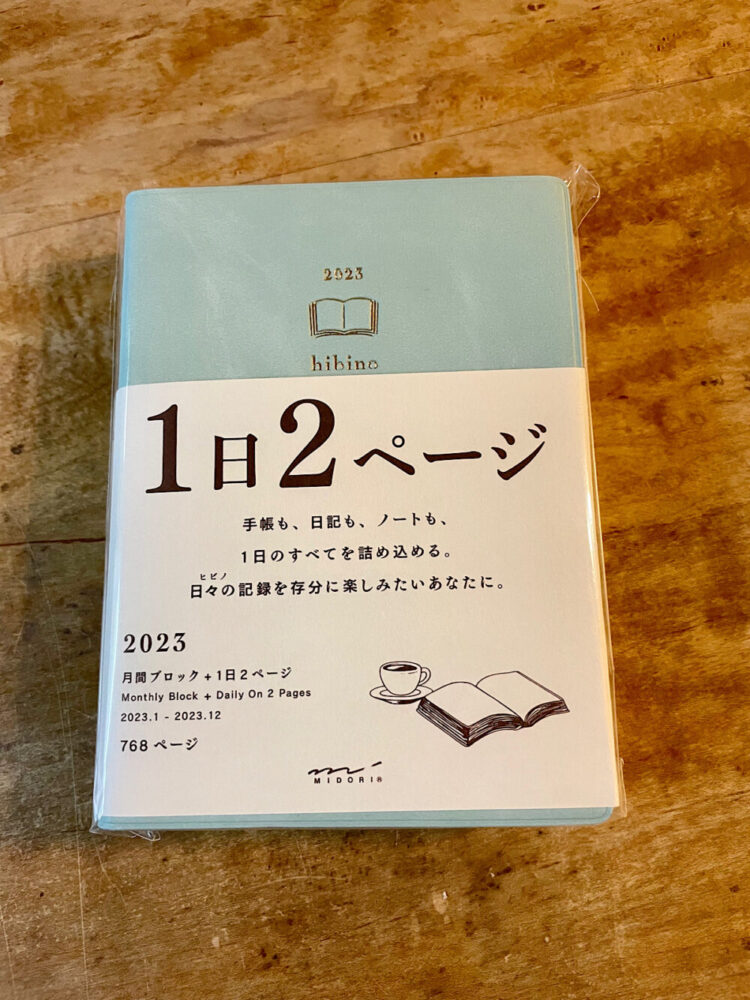 2023
hibino
1日2ページ
手帳も、日記も、ノートも、
1日のすべてを詰め込める。
ヒビノ
日々の記録を存分に楽しみたいあなたに。
2023
月間ブロック+1日2ページ
Monthly Block + Daily On 2 Pages
2023.1 - 2023.12
768ページ
MIDORI®